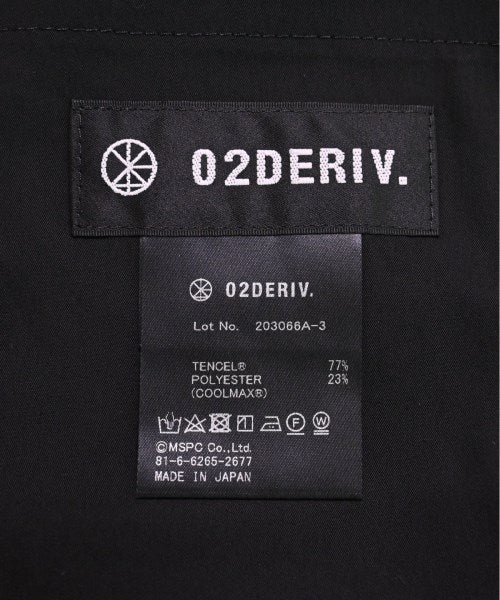 02DERIV.
02DERIV.
Lot No. 203066A-3
TENCEL® 77%
POLYESTER 23%
(COOLMAX®)
F W
©MSPC Co., Ltd.
81-6-6265-2677
MADE IN JAPAN